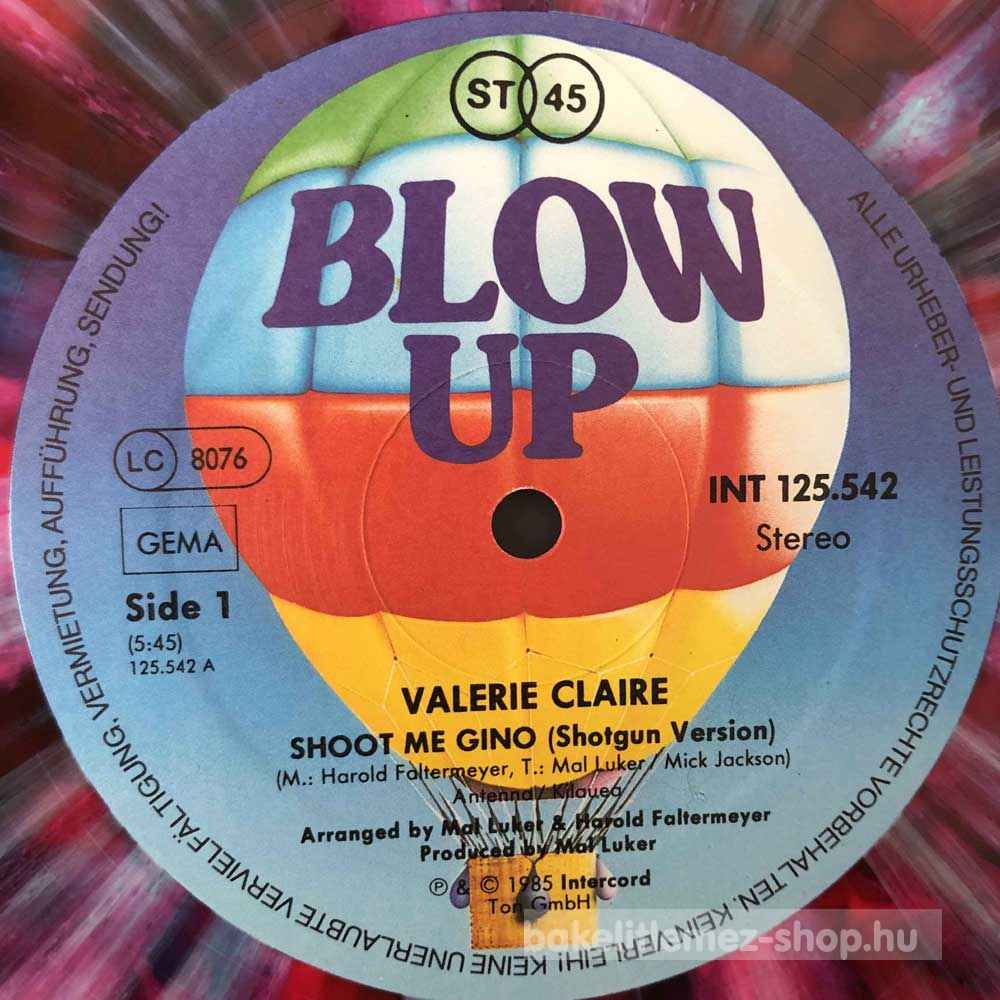 ST 45
BLOW
UP
LC 8076
GEMA
INT 125.542
Stereo
Side 1
(5:45)
125.542 A
VALERIE CLAIRE
SHOOT ME GINO (Shotgun Version)
(M.: Harold Faltermeyer, T.: Mal Luker / Mick Jackson)
Antenna / Kilauea
Arranged by Mal Luker & Harold Faltermeyer
Produced by Mal Luker
℗ & © 1985 Intercord
Ton GmbH
ALLE URHEBER- UND LEISTUNGSSCHUTZRECHTE VORBEHALTEN. KEIN VERLEIH! KEINE UNERLAUBTE VERVIELFÄLTIGUNG, VERMIETUNG, AUFFÜHRUNG, SENDUNG!
bakelitlemez-shop.hu